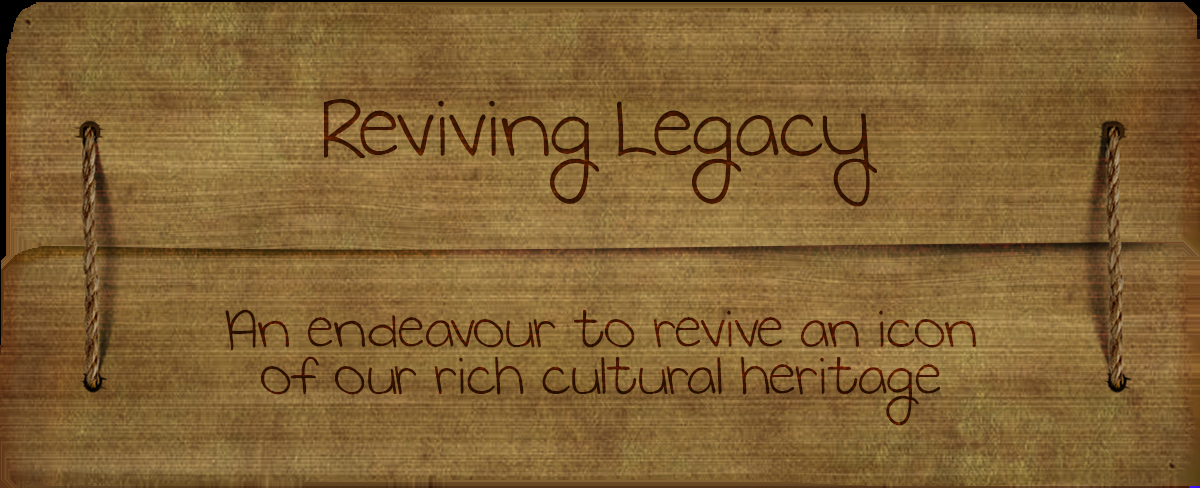 Reviving Legacy
An endeavour to revive an icon
of our rich cultural heritage